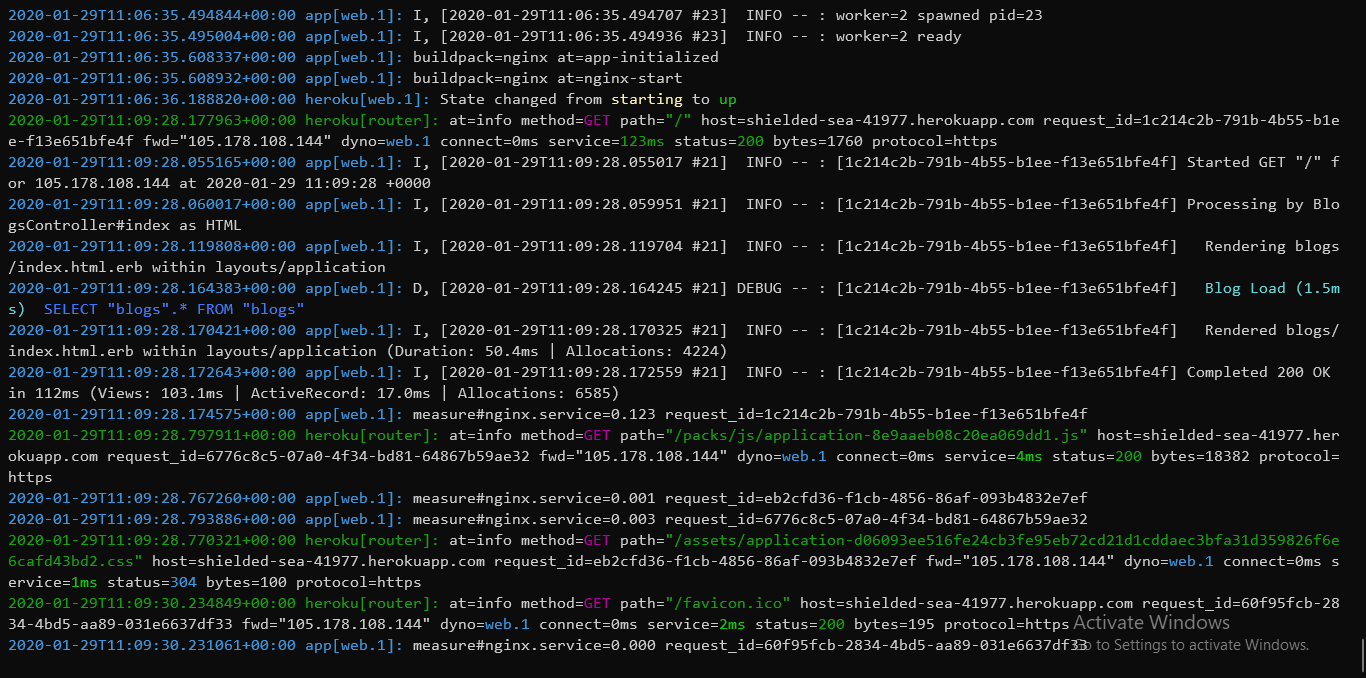 2020-01-29T11:06:35.494844+00:00 app[web.1]: I, [2020-01-29T11:06:35.494707 #23]  INFO -- : worker=2 spawned pid=23
2020-01-29T11:06:35.495004+00:00 app[web.1]: I, [2020-01-29T11:06:35.494936 #23]  INFO -- : worker=2 ready
2020-01-29T11:06:35.608337+00:00 app[web.1]: buildpack=nginx at=app-initialized
2020-01-29T11:06:35.608932+00:00 app[web.1]: buildpack=nginx at=nginx-start
2020-01-29T11:06:36.188820+00:00 heroku[web.1]: State changed from starting to up
2020-01-29T11:09:28.177963+00:00 heroku[router]: at=info method=GET path="/" host=shielded-sea-41977.herokuapp.com request_id=1c214c2b-791b-4b55-b1e
e-f13e651bfe4f fwd="105.178.108.144" dyno=web.1 connect=0ms service=123ms status=200 bytes=1760 protocol=https
2020-01-29T11:09:28.055165+00:00 app[web.1]: I, [2020-01-29T11:09:28.055017 #21]  INFO -- : [1c214c2b-791b-4b55-b1ee-f13e651bfe4f] Started GET "/" f
or 105.178.108.144 at 2020-01-29 11:09:28 +0000
2020-01-29T11:09:28.060017+00:00 app[web.1]: I, [2020-01-29T11:09:28.059951 #21]  INFO -- : [1c214c2b-791b-4b55-b1ee-f13e651bfe4f] Processing by Blo
gsController#index as HTML
2020-01-29T11:09:28.119808+00:00 app[web.1]: I, [2020-01-29T11:09:28.119704 #21]  INFO -- : [1c214c2b-791b-4b55-b1ee-f13e651bfe4f]   Rendering blogs
/index.html.erb within layouts/application
2020-01-29T11:09:28.164383+00:00 app[web.1]: D, [2020-01-29T11:09:28.164245 #21] DEBUG -- : [1c214c2b-791b-4b55-b1ee-f13e651bfe4f]   Blog Load (1.5m
s)  SELECT "blogs".* FROM "blogs"
2020-01-29T11:09:28.170421+00:00 app[web.1]: I, [2020-01-29T11:09:28.170325 #21]  INFO -- : [1c214c2b-791b-4b55-b1ee-f13e651bfe4f]   Rendered blogs/
index.html.erb within layouts/application (Duration: 50.4ms | Allocations: 4224)
2020-01-29T11:09:28.172643+00:00 app[web.1]: I, [2020-01-29T11:09:28.172559 #21]  INFO -- : [1c214c2b-791b-4b55-b1ee-f13e651bfe4f] Completed 200 OK
in 112ms (Views: 103.1ms | ActiveRecord: 17.0ms | Allocations: 6585)
2020-01-29T11:09:28.174575+00:00 app[web.1]: measure#nginx.service=0.123 request_id=1c214c2b-791b-4b55-b1ee-f13e651bfe4f
2020-01-29T11:09:28.797911+00:00 heroku[router]: at=info method=GET path="/packs/js/application-8e9aaeb08c20ea069dd1.js" host=shielded-sea-41977.her
okuapp.com request_id=6776c8c5-07a0-4f34-bd81-64867b59ae32 fwd="105.178.108.144" dyno=web.1 connect=0ms service=4ms status=200 bytes=18382 protocol=
https
2020-01-29T11:09:28.767260+00:00 app[web.1]: measure#nginx.service=0.001 request_id=eb2cfd36-f1cb-4856-86af-093b4832e7ef
2020-01-29T11:09:28.793886+00:00 app[web.1]: measure#nginx.service=0.003 request_id=6776c8c5-07a0-4f34-bd81-64867b59ae32
2020-01-29T11:09:28.770321+00:00 heroku[router]: at=info method=GET path="/assets/application-d06093ee516fe24cb3fe95eb72cd21d1cddaec3bfa31d359826f6e
6cafd43bd2.css" host=shielded-sea-41977.herokuapp.com request_id=eb2cfd36-f1cb-4856-86af-093b4832e7ef fwd="105.178.108.144" dyno=web.1 connect=0ms s
ervice=1ms status=304 bytes=100 protocol=https
2020-01-29T11:09:30.234849+00:00 heroku[router]: at=info method=GET path="/favicon.ico" host=shielded-sea-41977.herokuapp.com request_id=60f95fcb-28
34-4bd5-aa89-031e6637df33 fwd="105.178.108.144" dyno=web.1 connect=0ms service=2ms status=200 bytes=195 protocol=https
Activate Windows
2020-01-29T11:09:30.231061+00:00 app[web.1]: measure#nginx.service=0.000 request_id=60f95fcb-2834-4bd5-aa89-031e6637df33
Go to Settings to activate Windows.